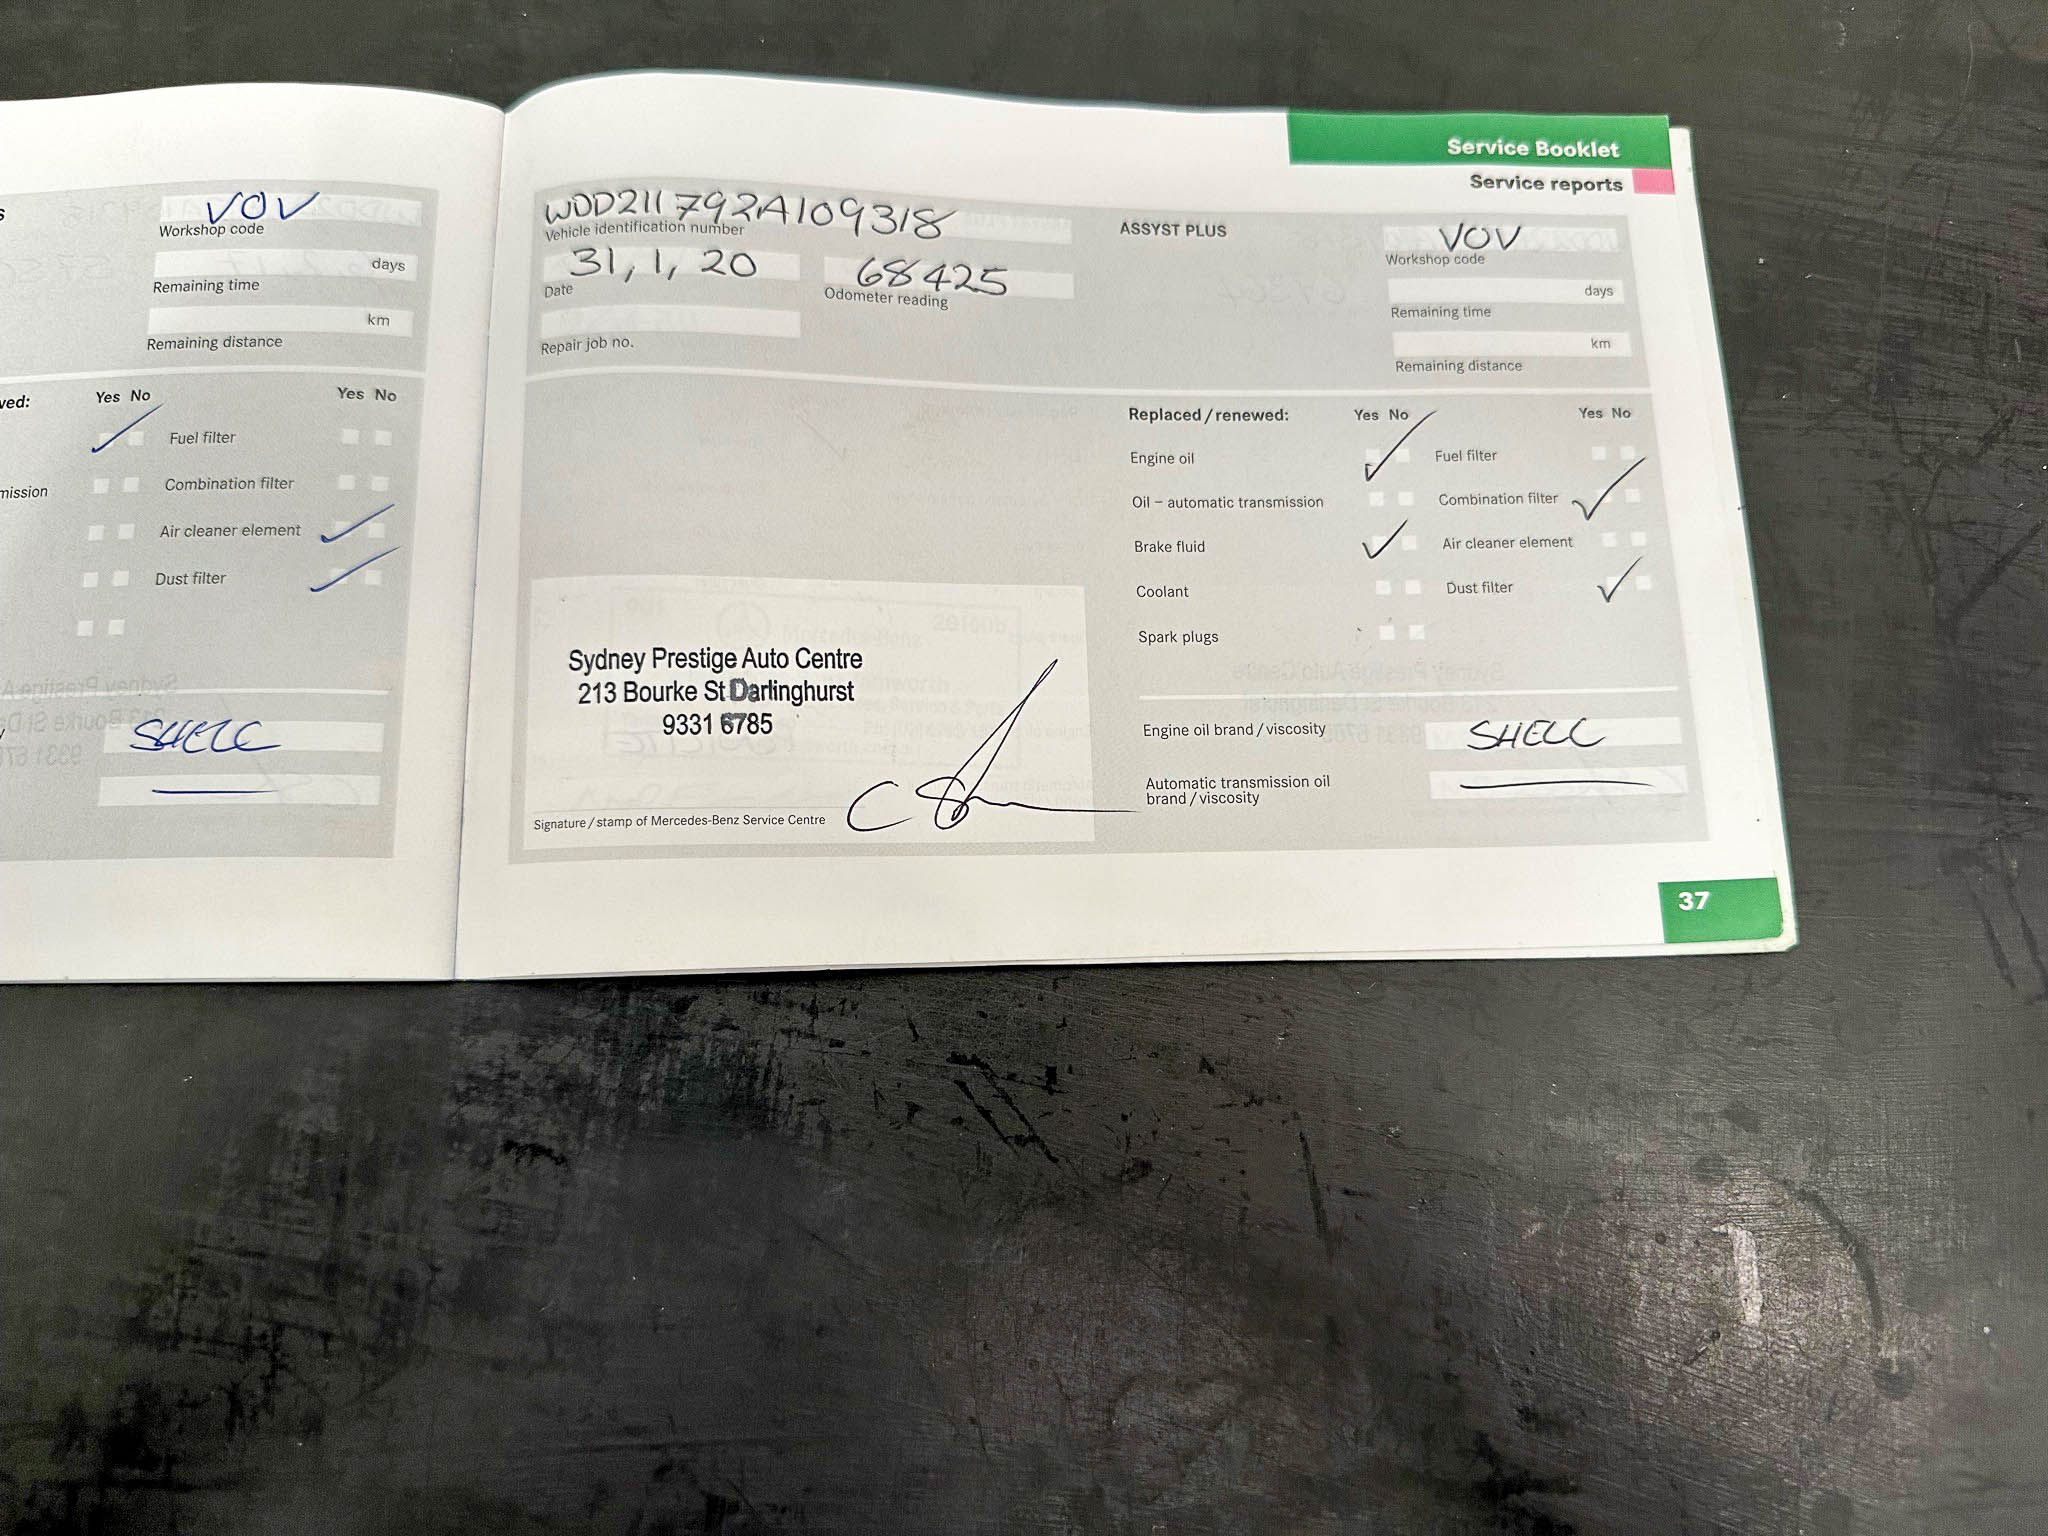 VOV
Workshop code
days
Remaining time
km
Remaining distance
ved:
Yes No
Yes No
Fuel filter
mission
Combination filter
Air cleaner element
Dust filter
SHELL
Service Booklet
Service reports
WDD211792A109318
Vehicle identification number
31, 1, 20
Date
68425
Odometer reading
Repair job no.
ASSYST PLUS
VOV
Workshop code
days
Remaining time
km
Remaining distance
Replaced / renewed:
Yes No
Yes No
Engine oil
Fuel filter
Oil – automatic transmission
Combination filter
Brake fluid
Air cleaner element
Coolant
Dust filter
Spark plugs
Sydney Prestige Auto Centre
213 Bourke St Darlinghurst
9331 6785
Signature / stamp of Mercedes-Benz Service Centre
Engine oil brand / viscosity
SHELL
Automatic transmission oil
brand / viscosity
37